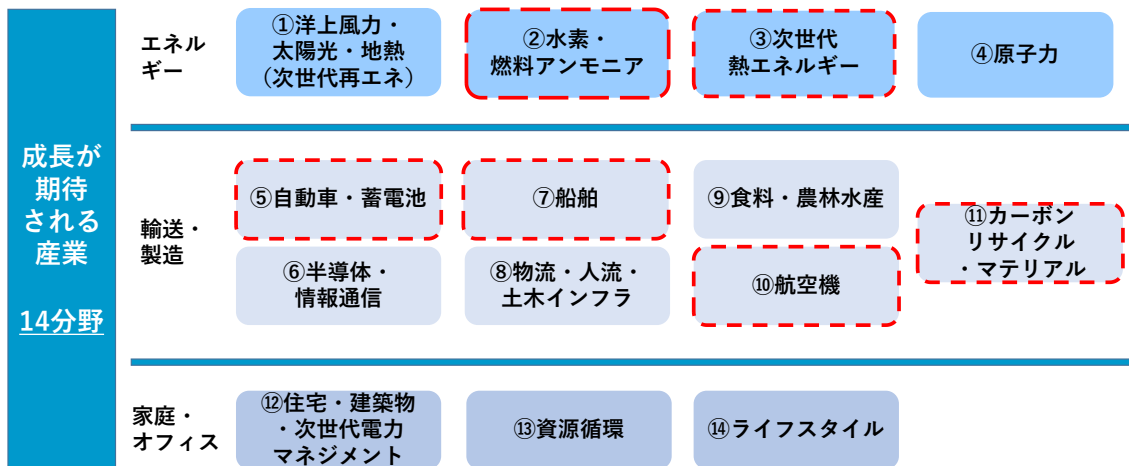 成長が
期待
される
産業
14分野
エネル
ギー
①洋上風力・
太陽光・地熱
（次世代再エネ）
②水素・
燃料アンモニア
③次世代
熱エネルギー
④原子力
輸送・
製造
⑤自動車・蓄電池
⑦船舶
⑨食料・農林水産
⑪カーボン
リサイクル
・マテリアル
⑥半導体・
情報通信
⑧物流・人流・
土木インフラ
⑩航空機
家庭・
オフィス
⑫住宅・建築物
・次世代電力
マネジメント
⑬資源循環
⑭ライフスタイル